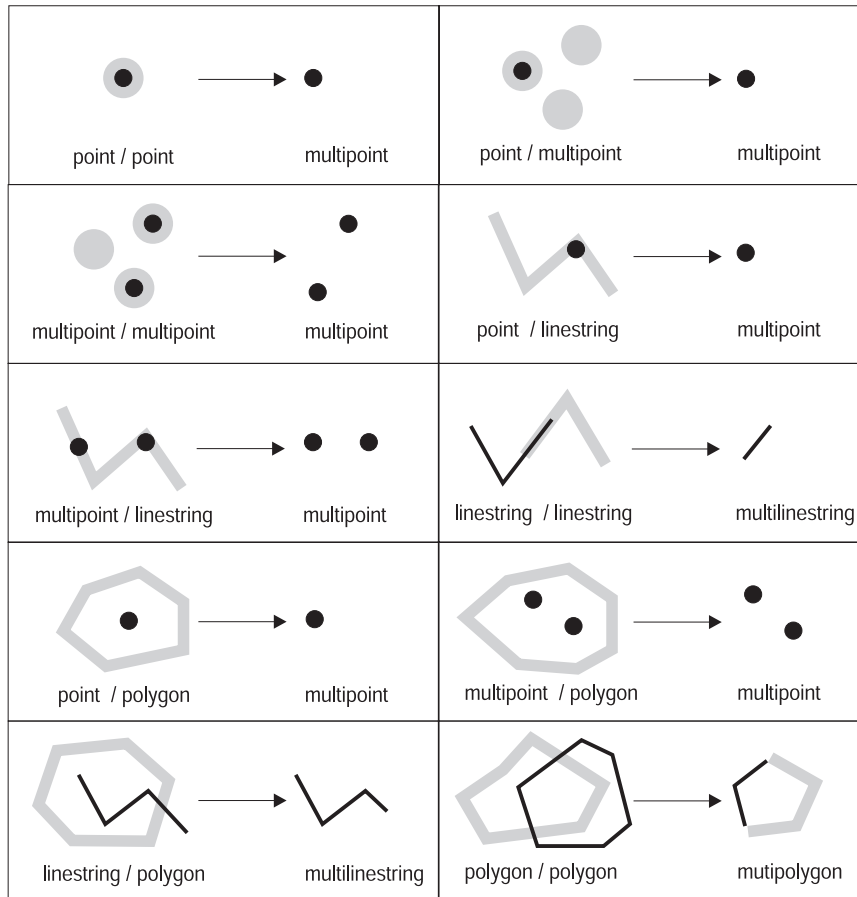 point / point multipoint
point / multipoint multipoint
multipoint / multipoint multipoint
point / linestring multipoint
multipoint / linestring multipoint
linestring / linestring multilinestring
point / polygon multipoint
multipoint / polygon multipoint
linestring / polygon multilinestring
polygon / polygon mutipolygon